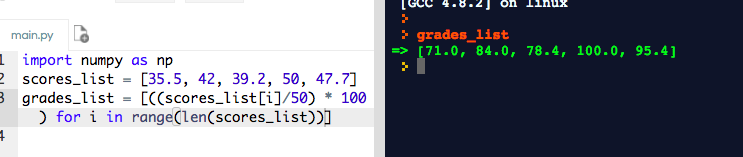 main.py
1 import numpy as np
2 scores_list = [35.5, 42, 39.2, 50, 47.7]
3 grades_list = [((scores_list[i]/50) * 100
) for i in range(len(scores_list))]
4
[GCC 4.8.2] on linux
>
> grades_list
=> [71.0, 84.0, 78.4, 100.0, 95.4]
>